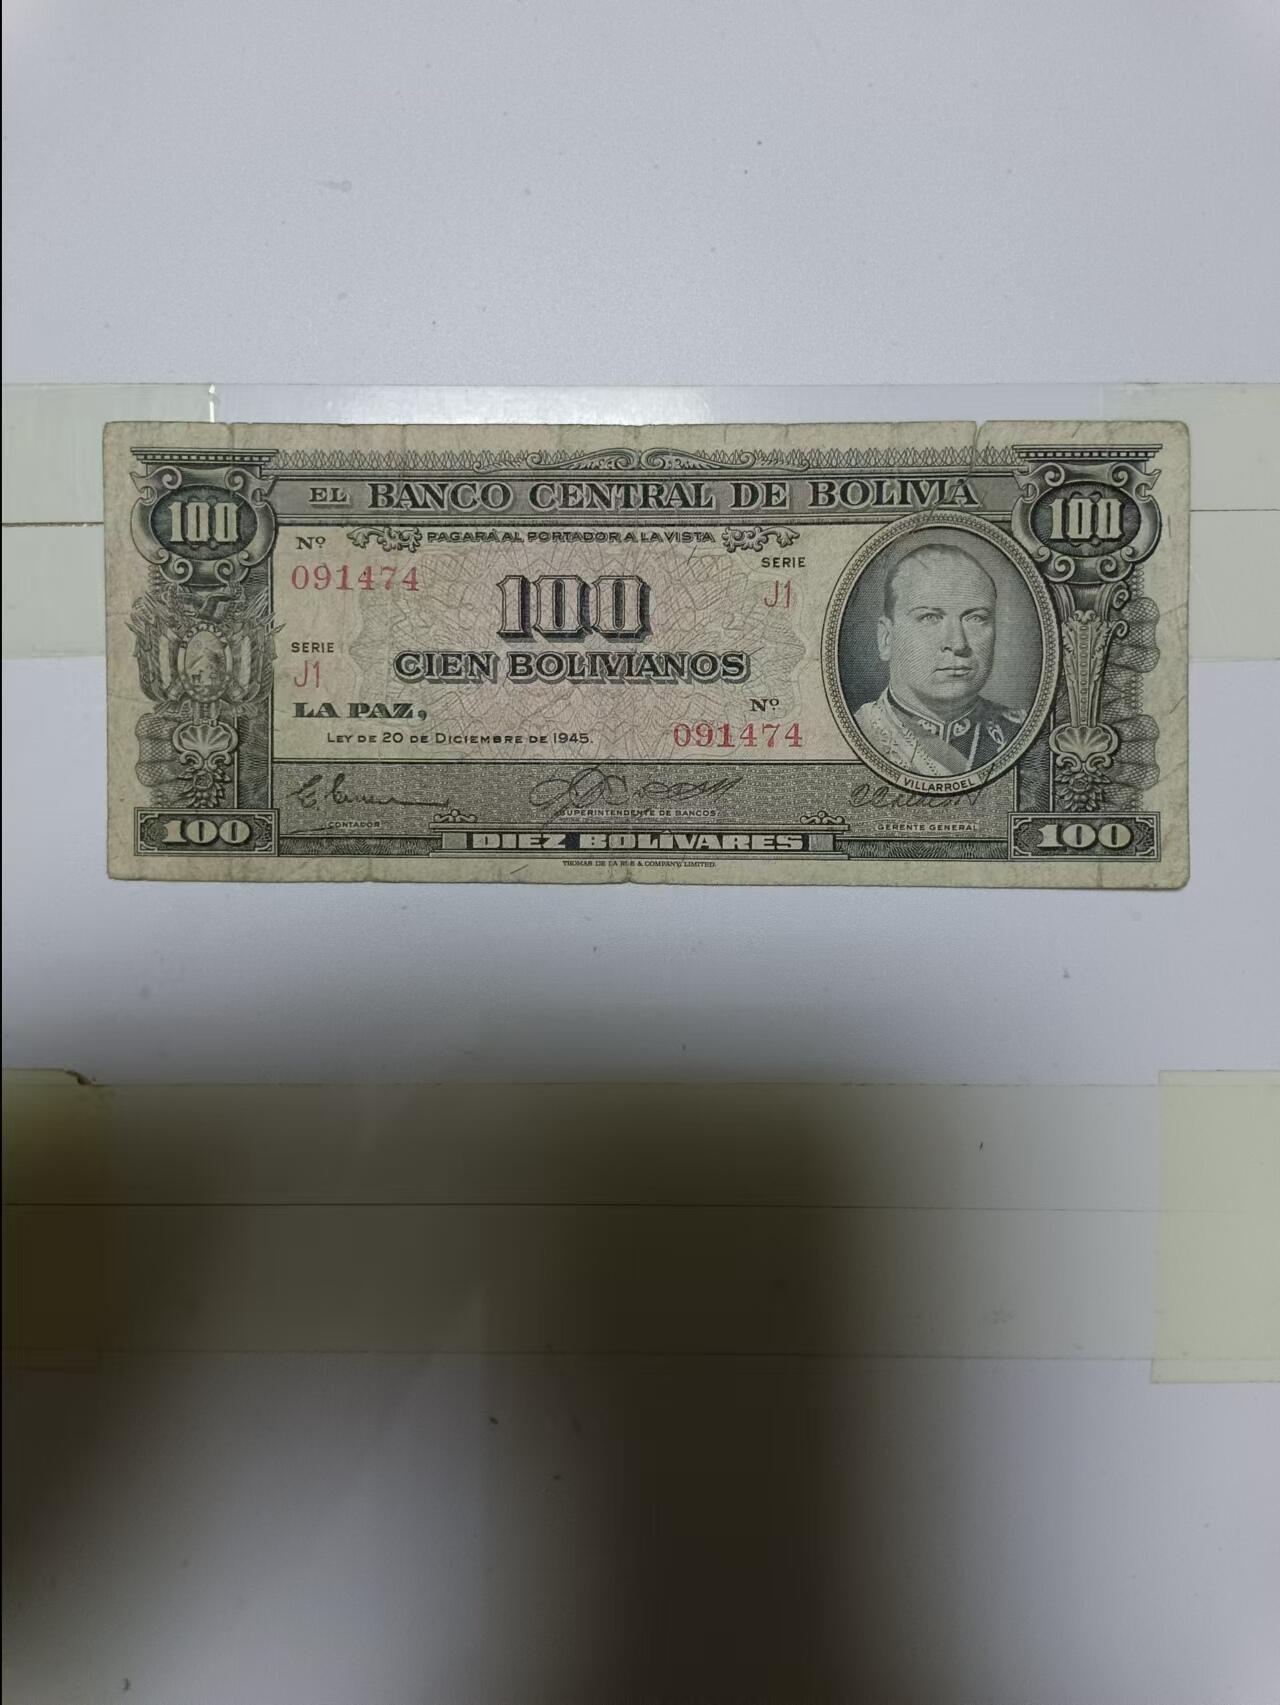 EL BANCO CENTRAL DE BOLIVIA
100
100
PAGARÁ AL PORTADOR A LA VISTA
Nº
091474
SERIE
J1
100
CIEN BOLIVIANOS
SERIE
J1
LA PAZ,
LEY DE 20 DE DICIEMBRE DE 1945.
Nº
091474
VILLARROEL
CONTADOR
SUPERINTENDENTE DE BANCOS
GERENTE GENERAL
100
DIEZ BOLÍVARES
100
THOMAS DE LA RUE & COMPANY, LIMITED.